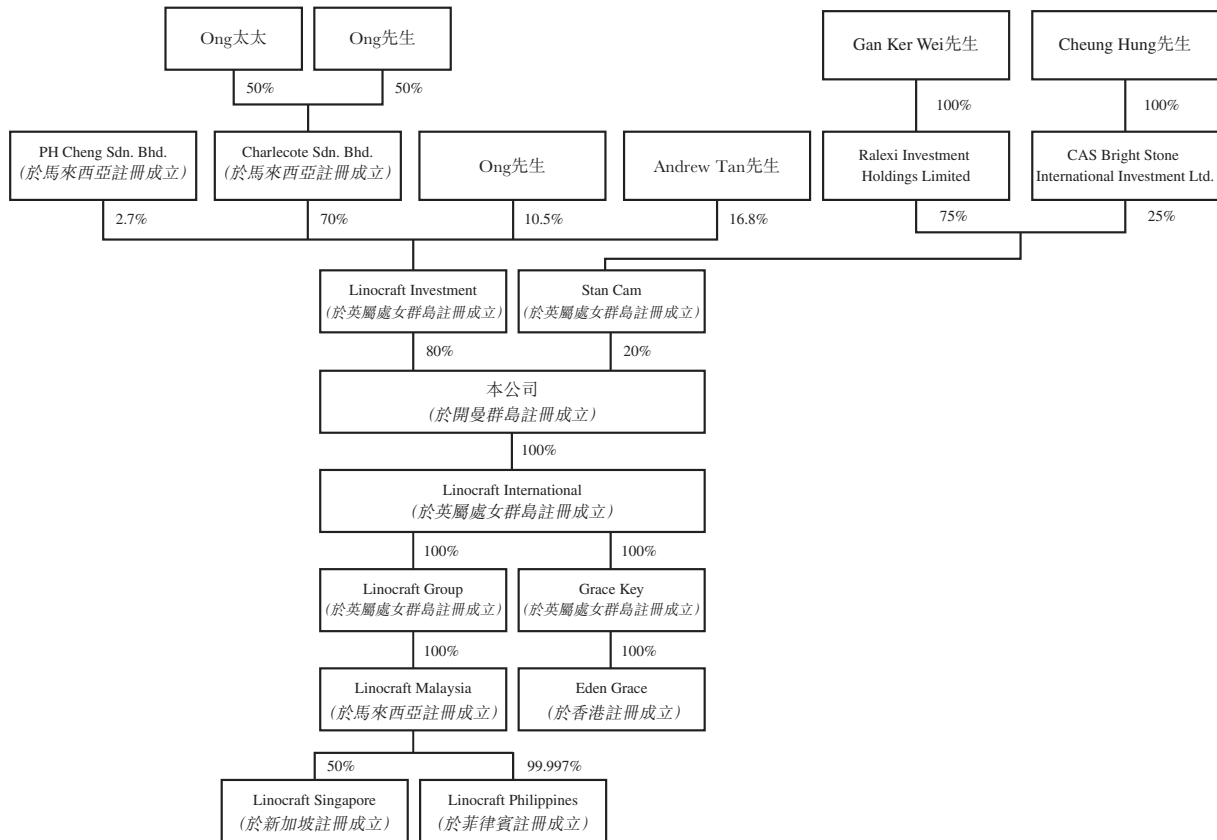 Ong太太
Ong先生
Gan Ker Wei先生
Cheung Hung先生
50%
50%
100%
100%
PH Cheng Sdn. Bhd.
(於馬來西亞註冊成立)
Charlecote Sdn. Bhd.
(於馬來西亞註冊成立)
Ong先生
Andrew Tan先生
Ralexi Investment
Holdings Limited
CAS Bright Stone
International Investment Ltd.
2.7%
70%
10.5%
16.8%
75%
25%
Linocraft Investment
(於英屬處女群島註冊成立)
Stan Cam
(於英屬處女群島註冊成立)
80%
20%
本公司
(於開曼群島註冊成立)
100%
Linocraft International
(於英屬處女群島註冊成立)
100%
100%
Linocraft Group
(於英屬處女群島註冊成立)
Grace Key
(於英屬處女群島註冊成立)
100%
100%
Linocraft Malaysia
(於馬來西亞註冊成立)
Eden Grace
(於香港註冊成立)
50%
99.997%
Linocraft Singapore
(於新加坡註冊成立)
Linocraft Philippines
(於菲律賓註冊成立)